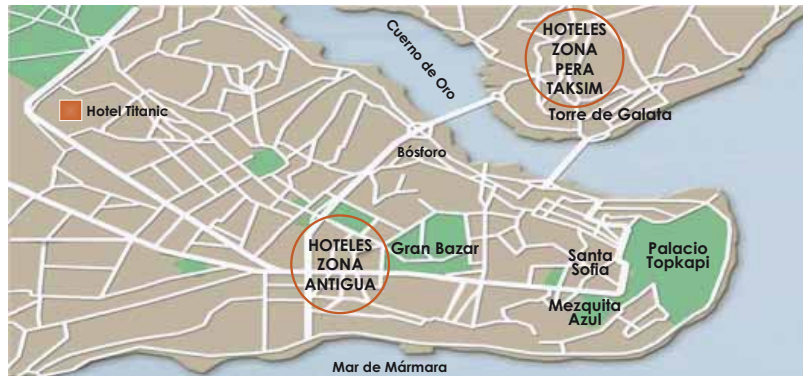 HOTELES
ZONA
PERA
TAKSIM
Cuerno de Oro
Hotel Titanic
Torre de Galata
Bósforo
HOTELES
ZONA
ANTIGUA
Gran Bazar
Santa
Sofia
Palacio
Topkapi
Mezquita
Azul
Mar de Mármara